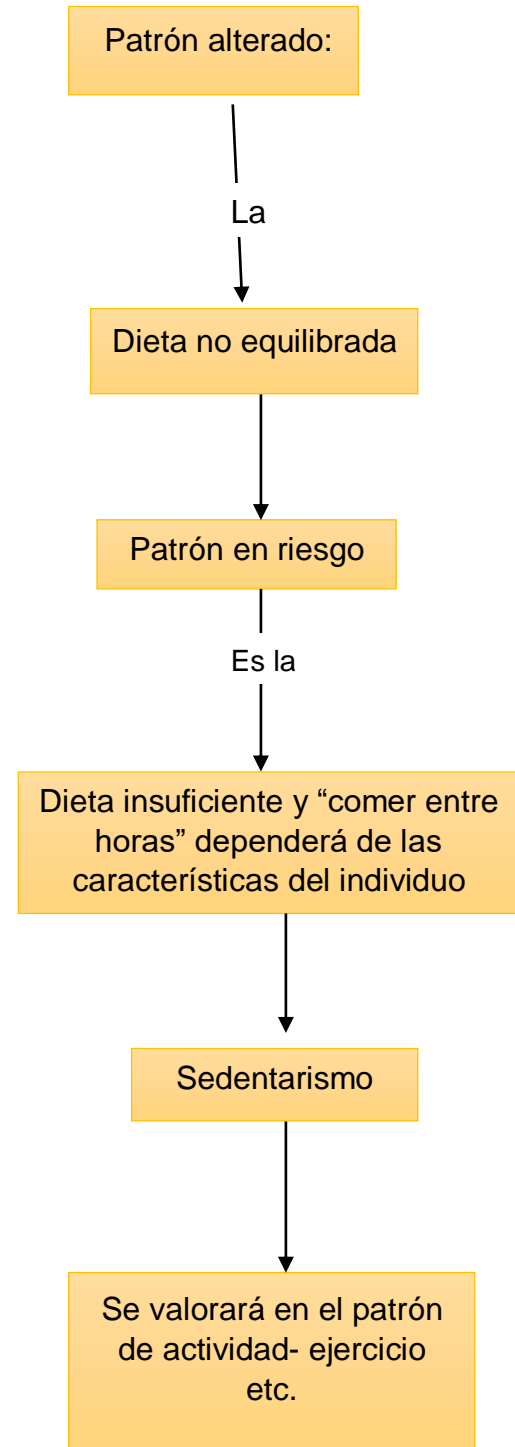 Patrón alterado:
La
Dieta no equilibrada
Patrón en riesgo
Es la
Dieta insuficiente y “comer entre
horas” dependerá de las
características del individuo
Sedentarismo
Se valorará en el patrón
de actividad- ejercicio
etc.